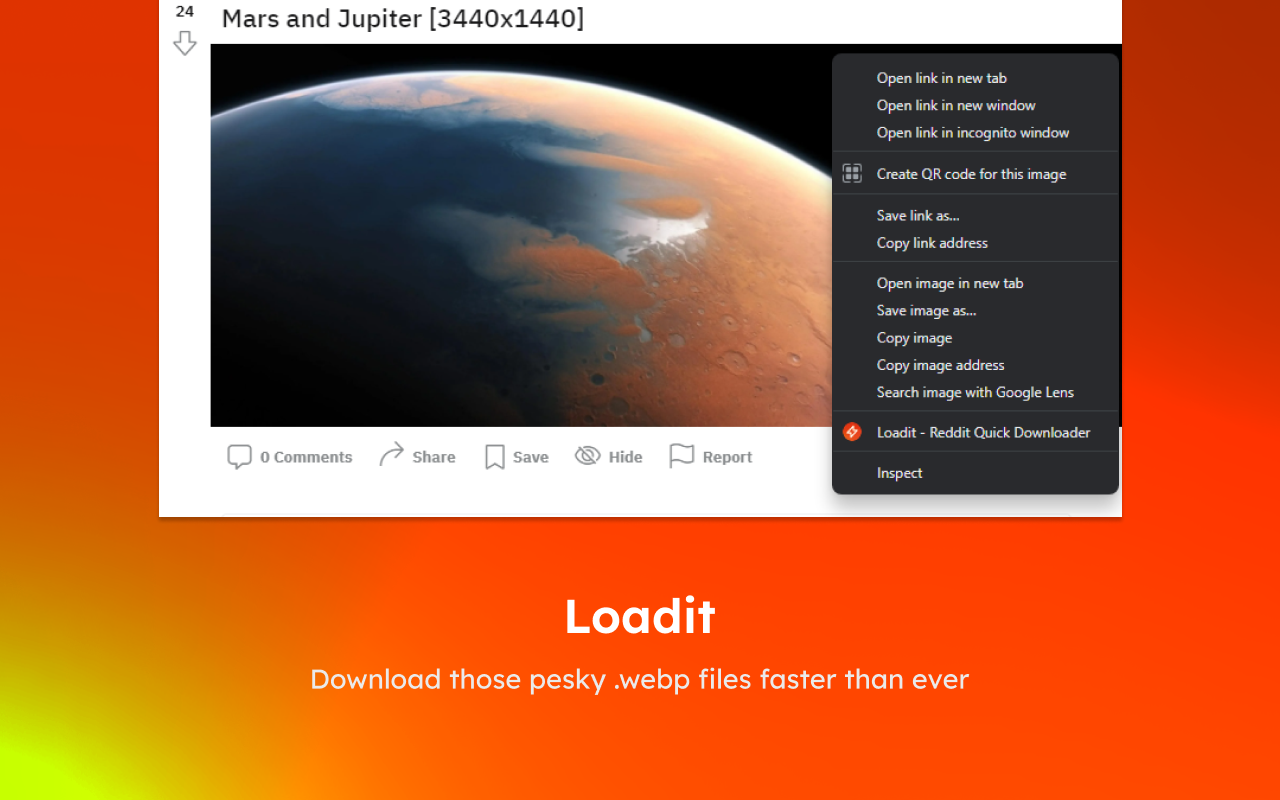 24
Mars and Jupiter [3440x1440]
Open link in new tab
Open link in new window
Open link in incognito window
Create QR code for this image
Save link as...
Copy link address
Open image in new tab
Save image as...
Copy image
Copy image address
Search image with Google Lens
Loadit - Reddit Quick Downloader
Inspect
0 Comments Share Save Hide Report
Loadit
Download those pesky .webp files faster than ever